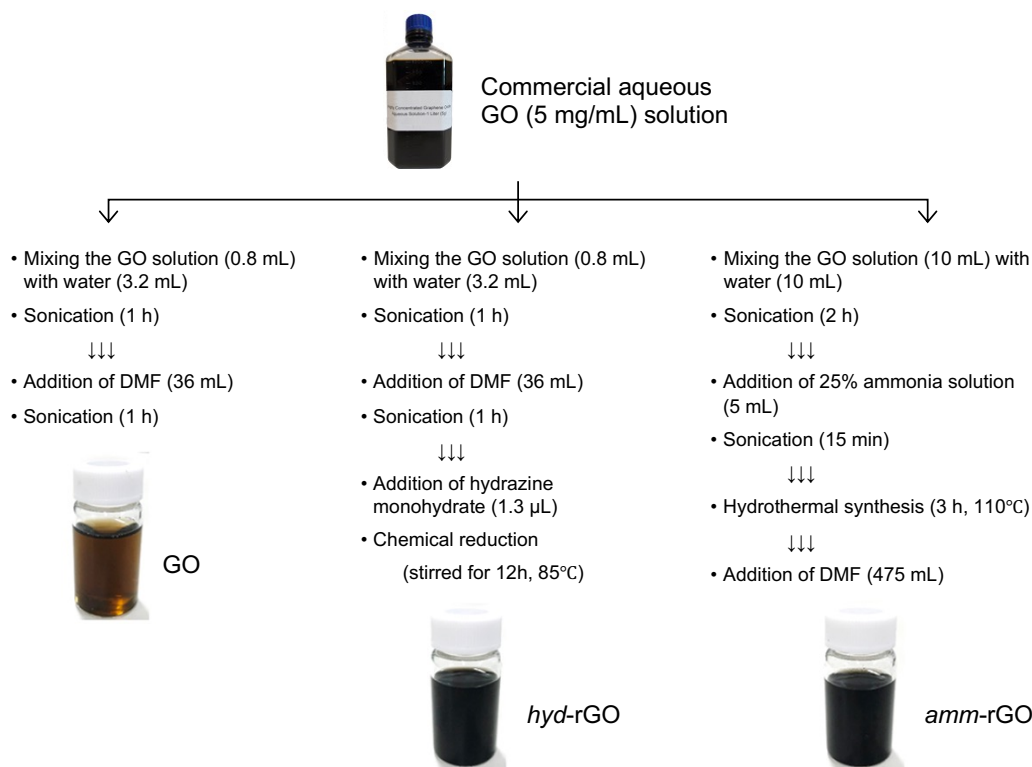 Commercial aqueous
GO (5 mg/mL) solution
• Mixing the GO solution (0.8 mL)
with water (3.2 mL)
• Sonication (1 h)
↓↓↓
• Addition of DMF (36 mL)
• Sonication (1 h)
GO
• Mixing the GO solution (0.8 mL)
with water (3.2 mL)
• Sonication (1 h)
↓↓↓
• Addition of DMF (36 mL)
• Sonication (1 h)
↓↓↓
• Addition of hydrazine
monohydrate (1.3 µL)
• Chemical reduction
(stirred for 12h, 85℃)
hyd-rGO
• Mixing the GO solution (10 mL) with
water (10 mL)
• Sonication (2 h)
↓↓↓
• Addition of 25% ammonia solution
(5 mL)
• Sonication (15 min)
↓↓↓
• Hydrothermal synthesis (3 h, 110℃)
↓↓↓
• Addition of DMF (475 mL)
amm-rGO